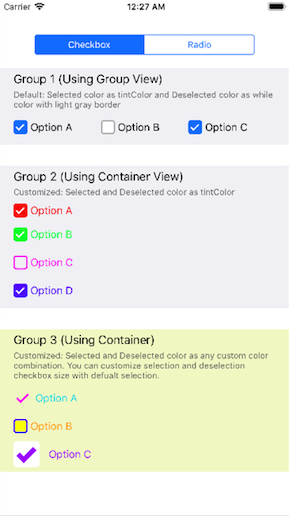 Carrier 12:27 AM
Checkbox Radio
Group 1 (Using Group View)
Default: Selected color as tintColor and Deselected color as while
color with light gray border
Option A Option B Option C
Group 2 (Using Container View)
Customized: Selected and Deselected color as tintColor
Option A
Option B
Option C
Option D
Group 3 (Using Container)
Customized: Selected and Deselected color as any custom color
combination. You can customize selection and deselection
checkbox size with defualt selection.
Option A
Option B
Option C